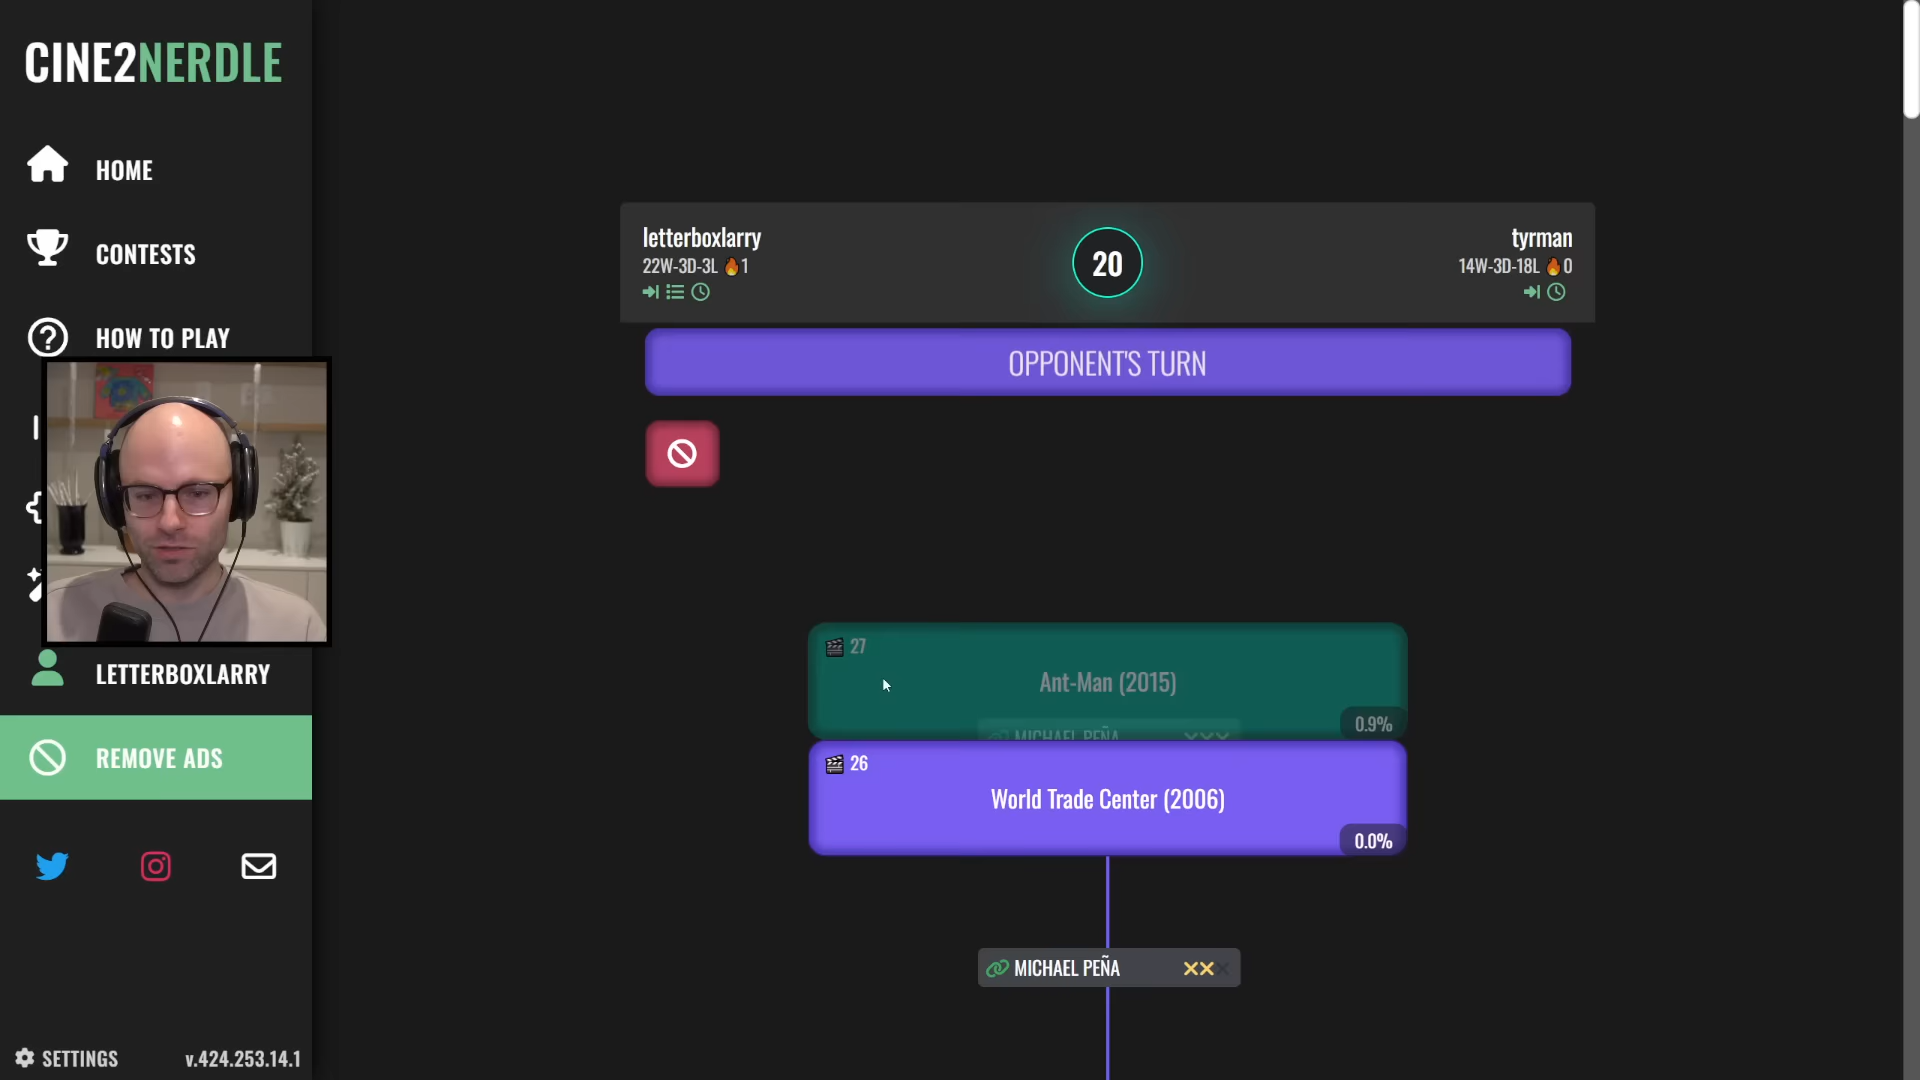 CINE2NERDLE
HOME
CONTESTS
HOW TO PLAY
LETTERBOXLARRY
REMOVE ADS
SETTINGS
v.424.253.14.1
letterboxlarry
22W-3D-3L 🔥1
20
tyrman
14W-3D-18L 🔥0
OPPONENT'S TURN
27
Ant-Man (2015)
0.9%
MICHAEL PEÑA
26
World Trade Center (2006)
0.0%
MICHAEL PEÑA